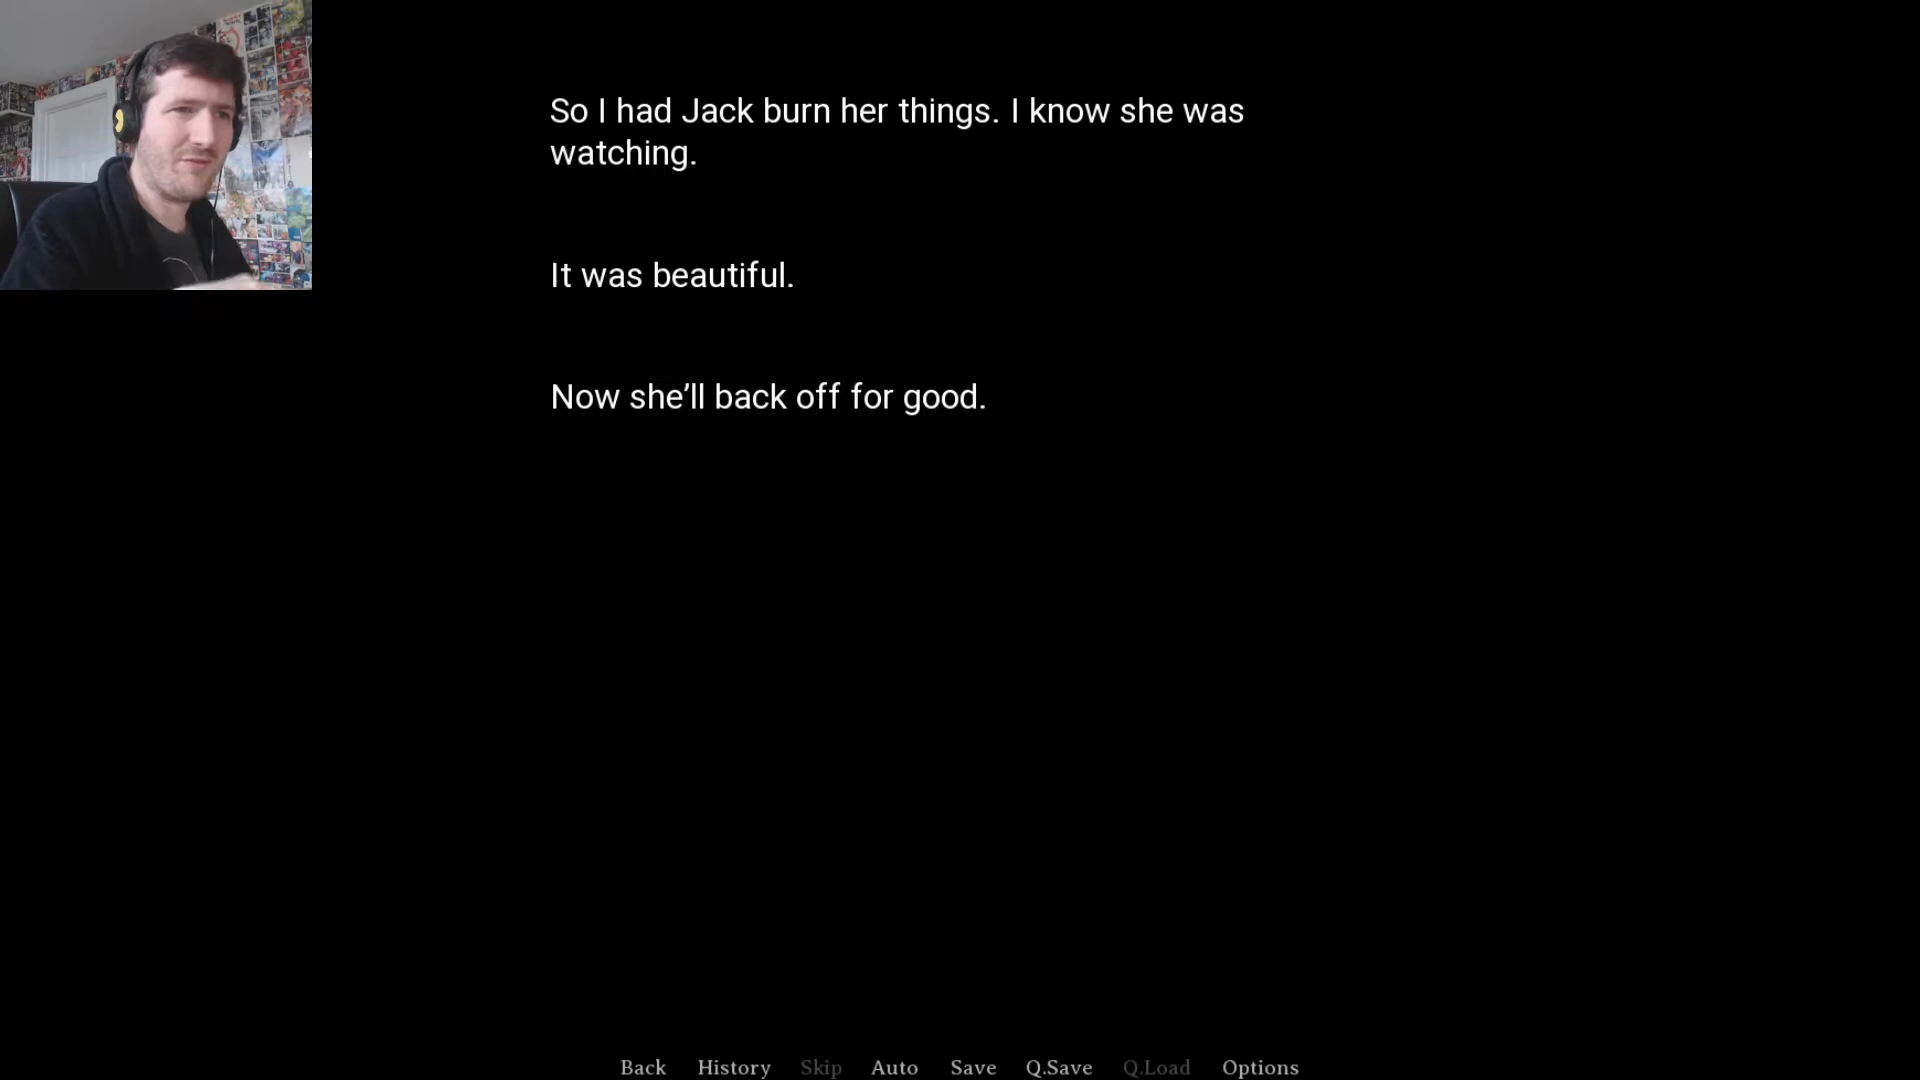 So I had Jack burn her things. I know she was
watching.
It was beautiful.
Now she’ll back off for good.
Back History Skip Auto Save Q.Save Q.Load Options